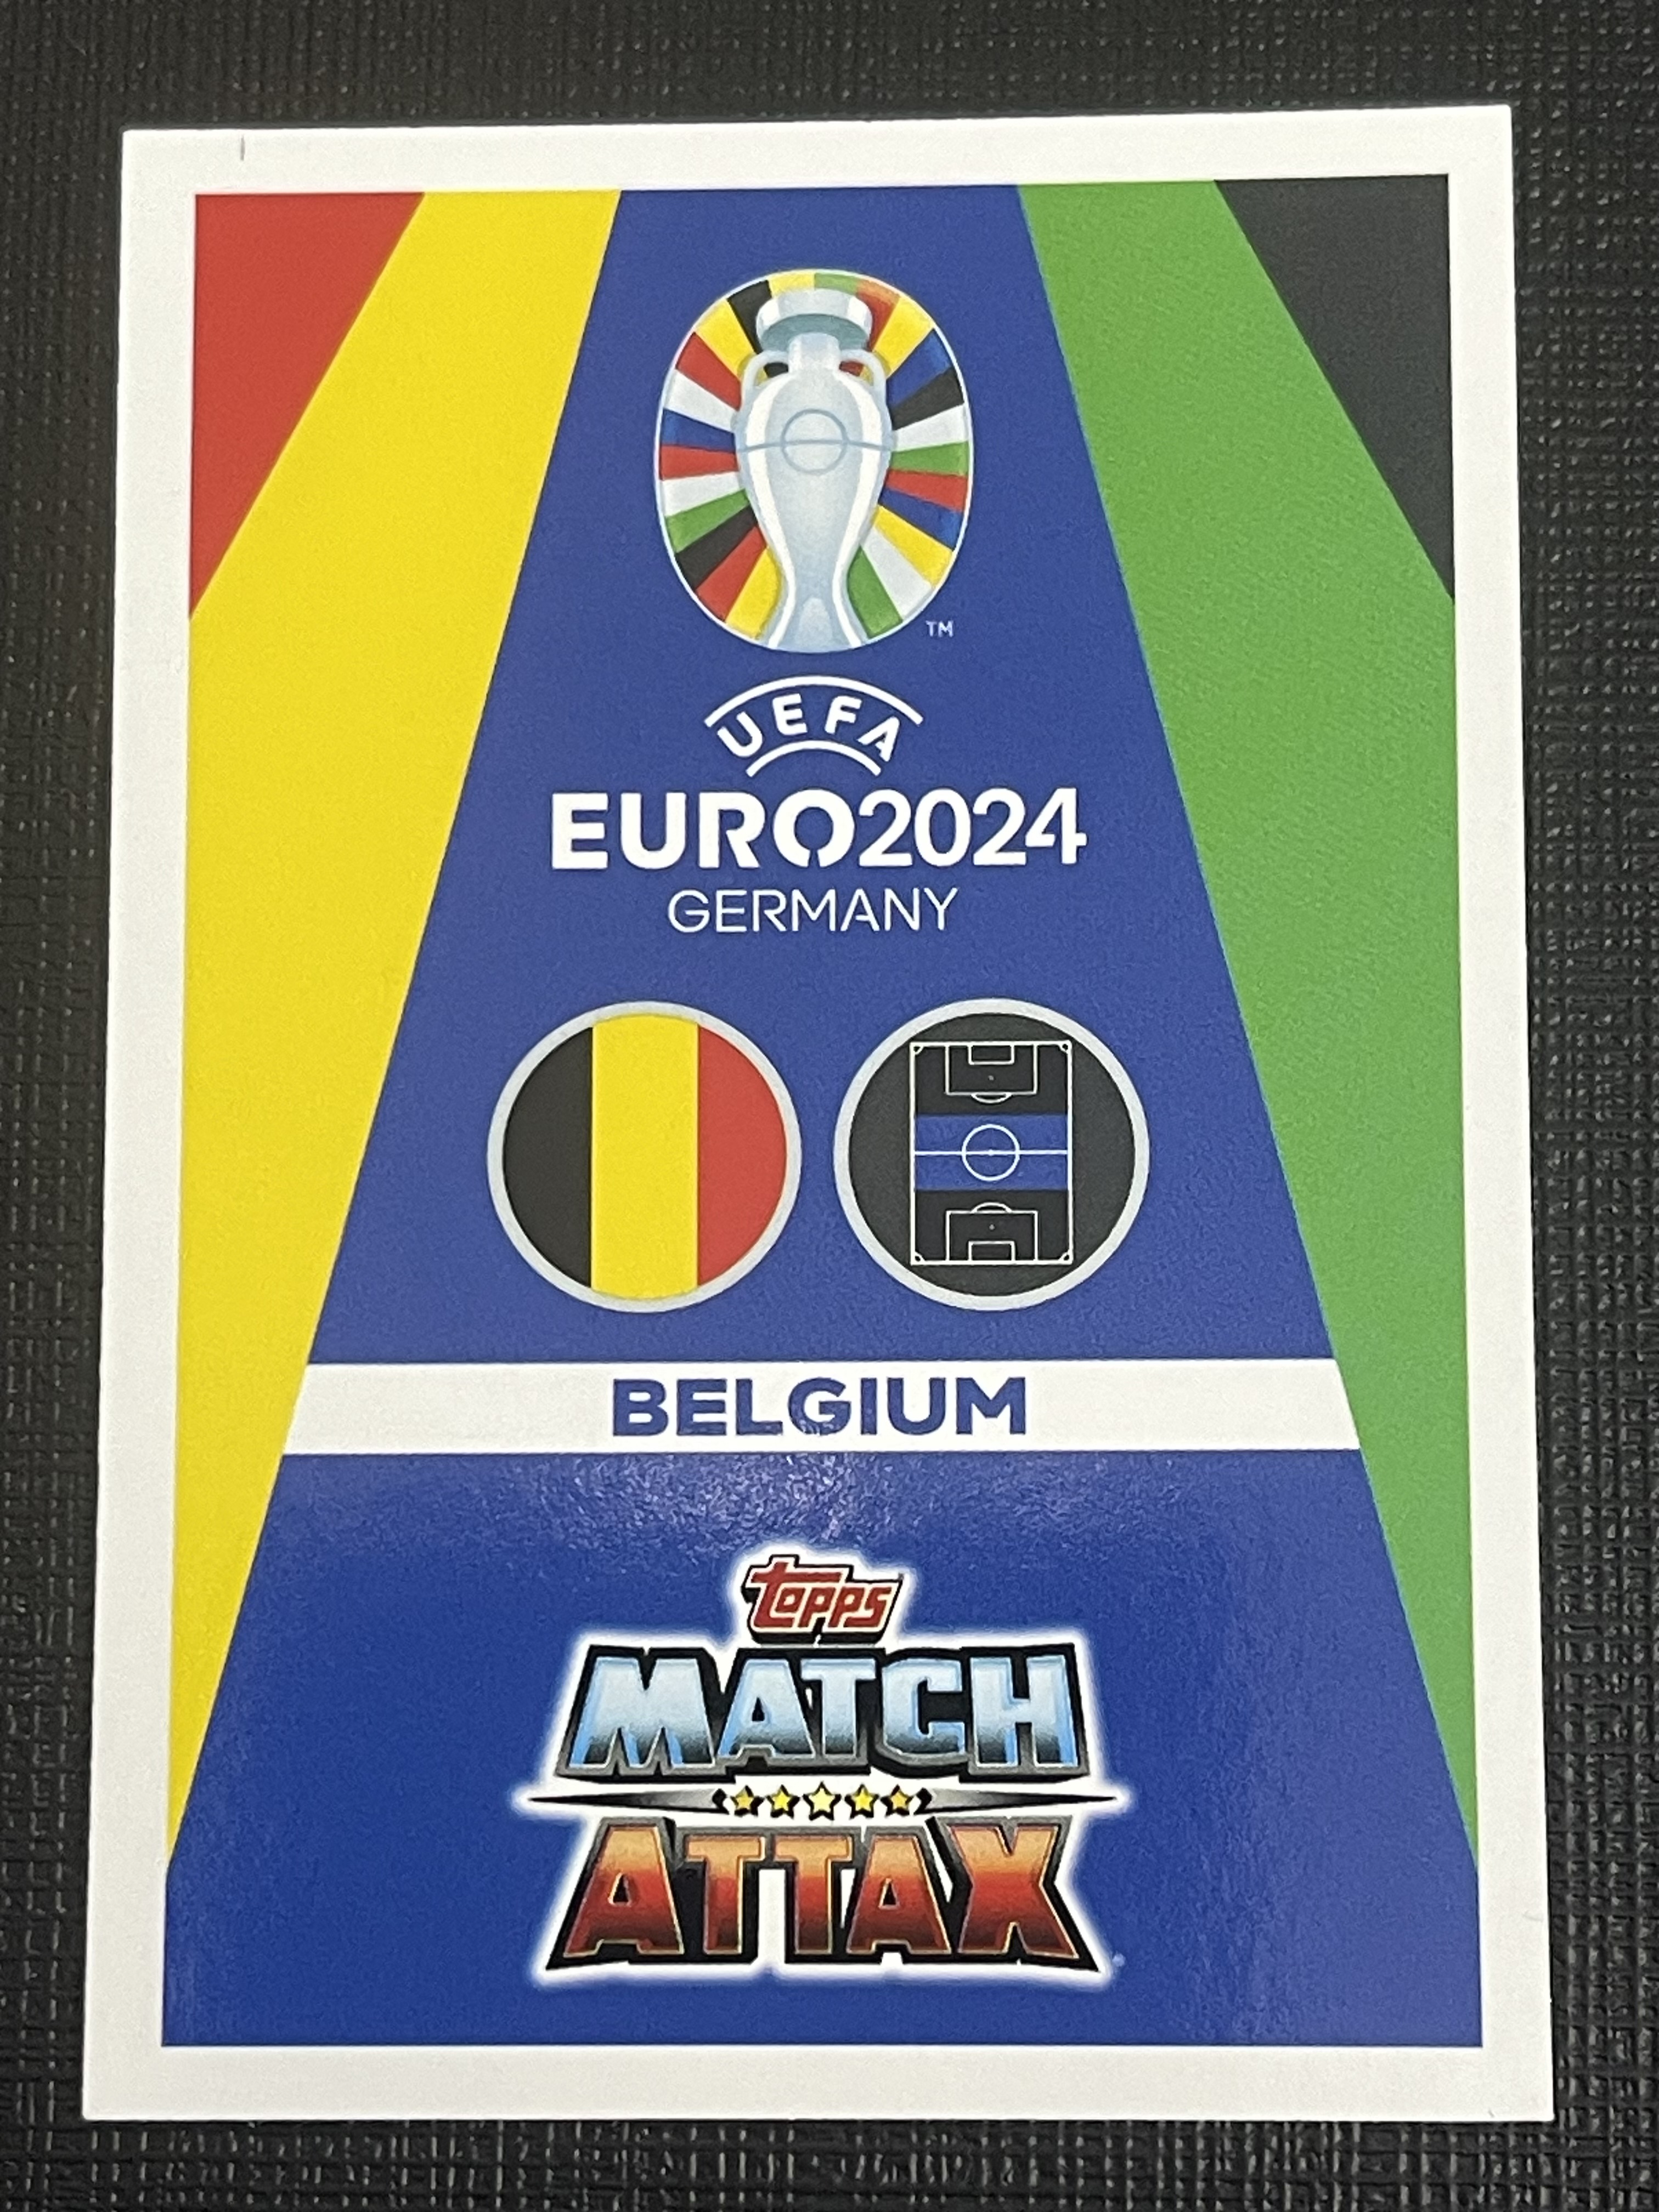 TM
UEFA
EURO2024
GERMANY
BELGIUM
topps
MATCH
ATTAX